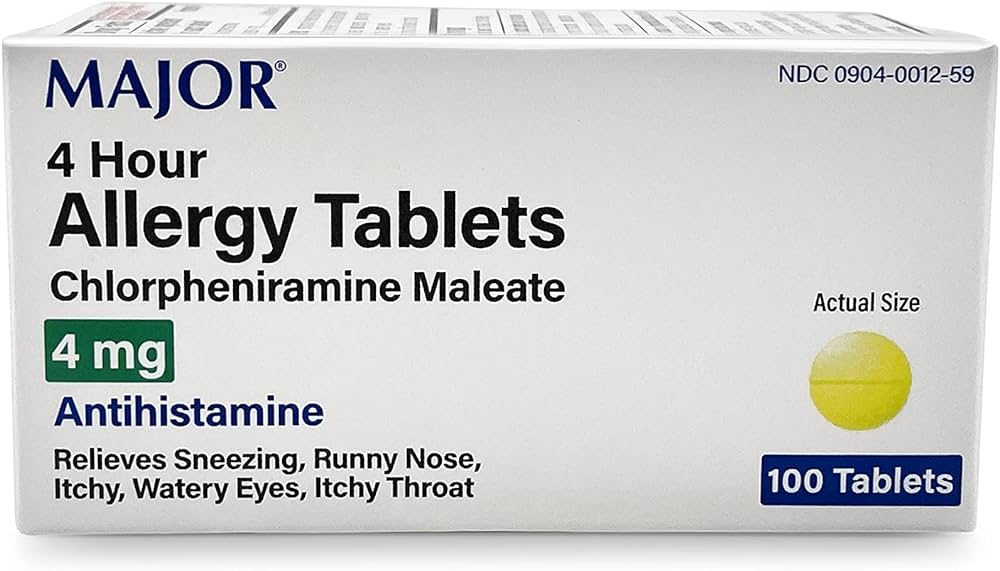 MAJOR®
NDC 0904-0012-59
4 Hour
Allergy Tablets
Chlorpheniramine Maleate
4 mg
Antihistamine
Relieves Sneezing, Runny Nose,
Itchy, Watery Eyes, Itchy Throat
Actual Size
100 Tablets